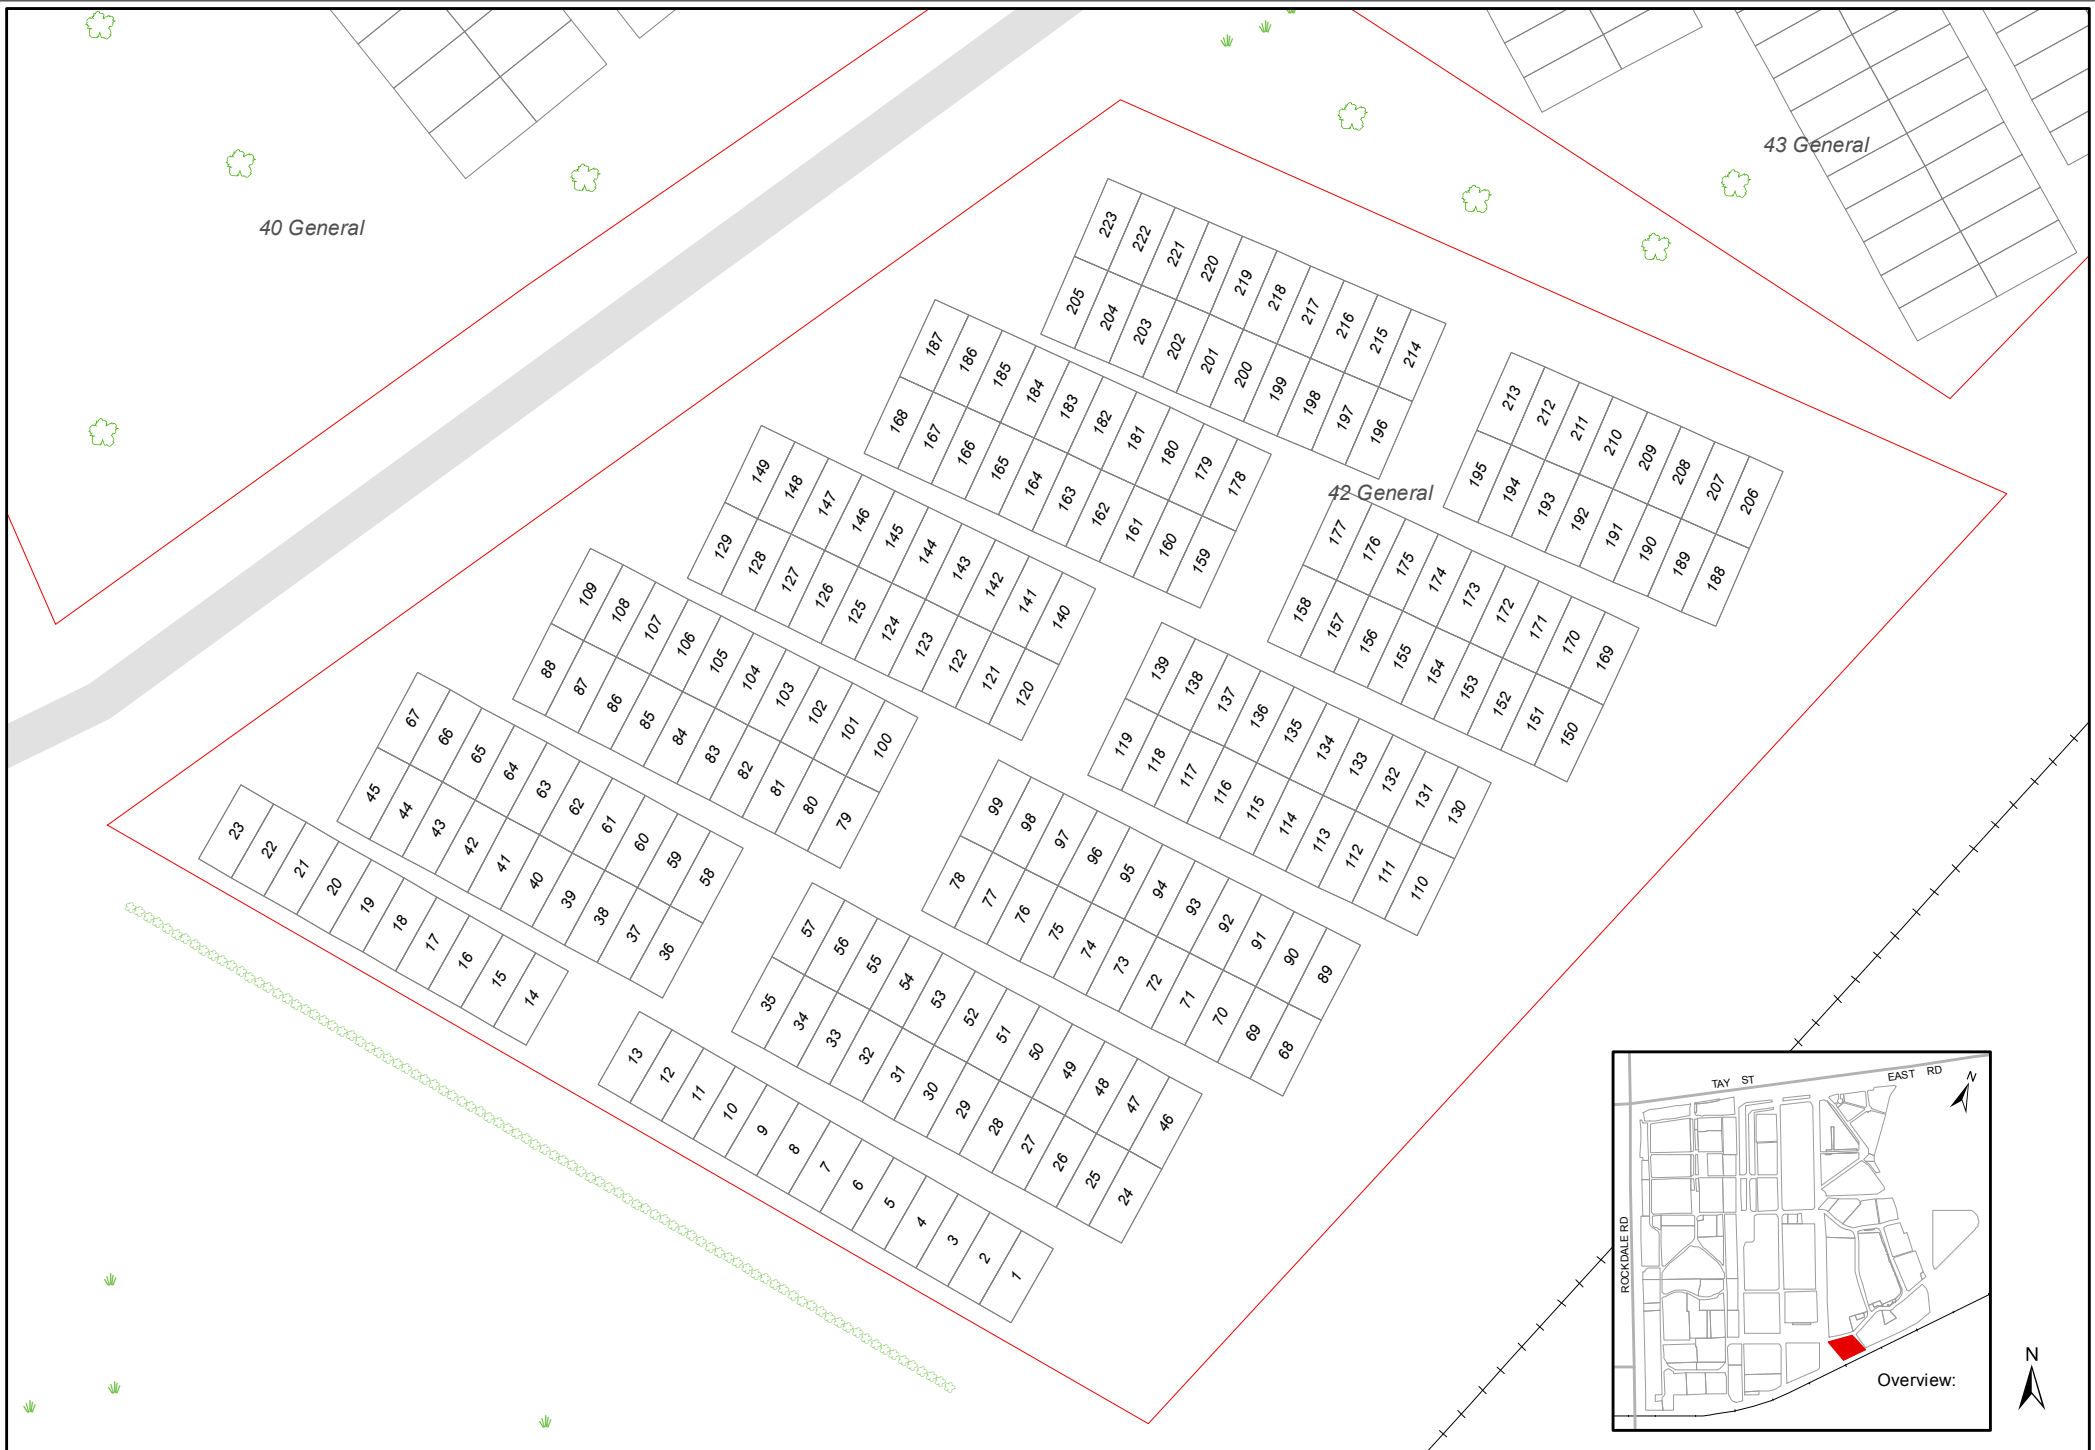 43 General
40 General
223 222 221 220 219 218 217 216 215 214
205 204 203 202 201 200 199 198 197 196
213 212 211 210 209 208 207 206
195 194 193 192 191 190 189 188
187 186 185 184 183 182 181 180 179 178
168 167 166 165 164 163 162 161 160 159
42 General
177 176 175 174 173 172 171 170 169
158 157 156 155 154 153 152 151 150
149 148 147 146 145 144 143 142 141 140
129 128 127 126 125 124 123 122 121 120
139 138 137 136 135 134 133 132 131 130
119 118 117 116 115 114 113 112 111 110
109 108 107 106 105 104 103 102 101 100
88 87 86 85 84 83 82 81 80 79
99 98 97 96 95 94 93 92 91 90 89
78 77 76 75 74 73 72 71 70 69 68
67 66 65 64 63 62 61 60 59 58
45 44 43 42 41 40 39 38 37 36
57 56 55 54 53 52 51 50 49 48 47 46
35 34 33 32 31 30 29 28 27 26 25 24
23 22 21 20 19 18 17 16 15 14
13 12 11 10 9 8 7 6 5 4 3 2 1
TAY ST
EAST RD
N
ROCKDALE RD
Overview:
N